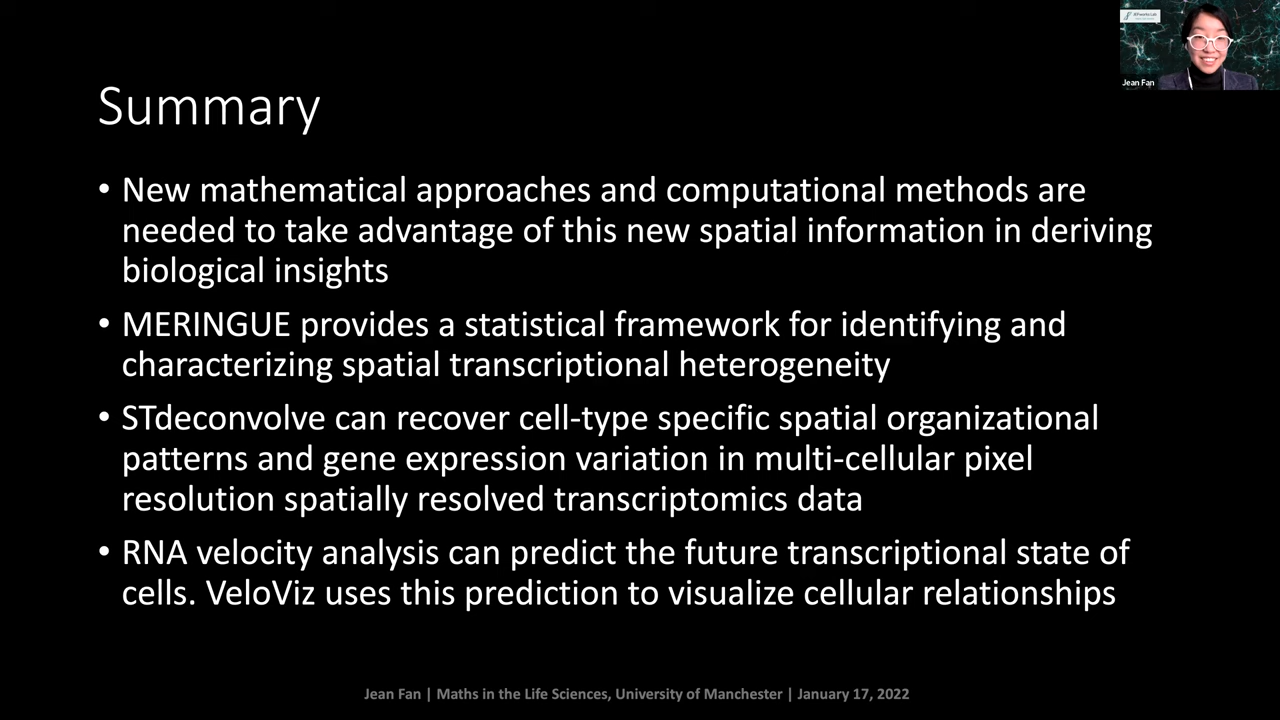 JEFworks Lab
Jean Fan
Summary
• New mathematical approaches and computational methods are
needed to take advantage of this new spatial information in deriving
biological insights
• MERINGUE provides a statistical framework for identifying and
characterizing spatial transcriptional heterogeneity
• STdeconvolve can recover cell-type specific spatial organizational
patterns and gene expression variation in multi-cellular pixel
resolution spatially resolved transcriptomics data
• RNA velocity analysis can predict the future transcriptional state of
cells. VeloViz uses this prediction to visualize cellular relationships
Jean Fan | Maths in the Life Sciences, University of Manchester | January 17, 2022